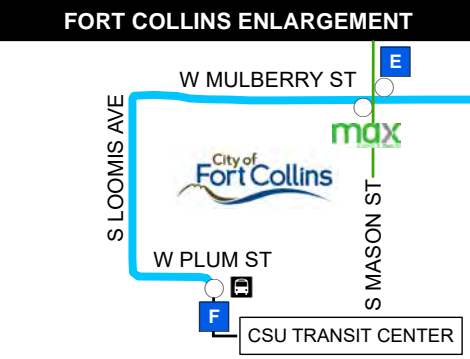 FORT COLLINS ENLARGEMENT
E
W MULBERRY ST
max
S LOOMIS AVE
City of
Fort Collins
S MASON ST
W PLUM ST
F
CSU TRANSIT CENTER